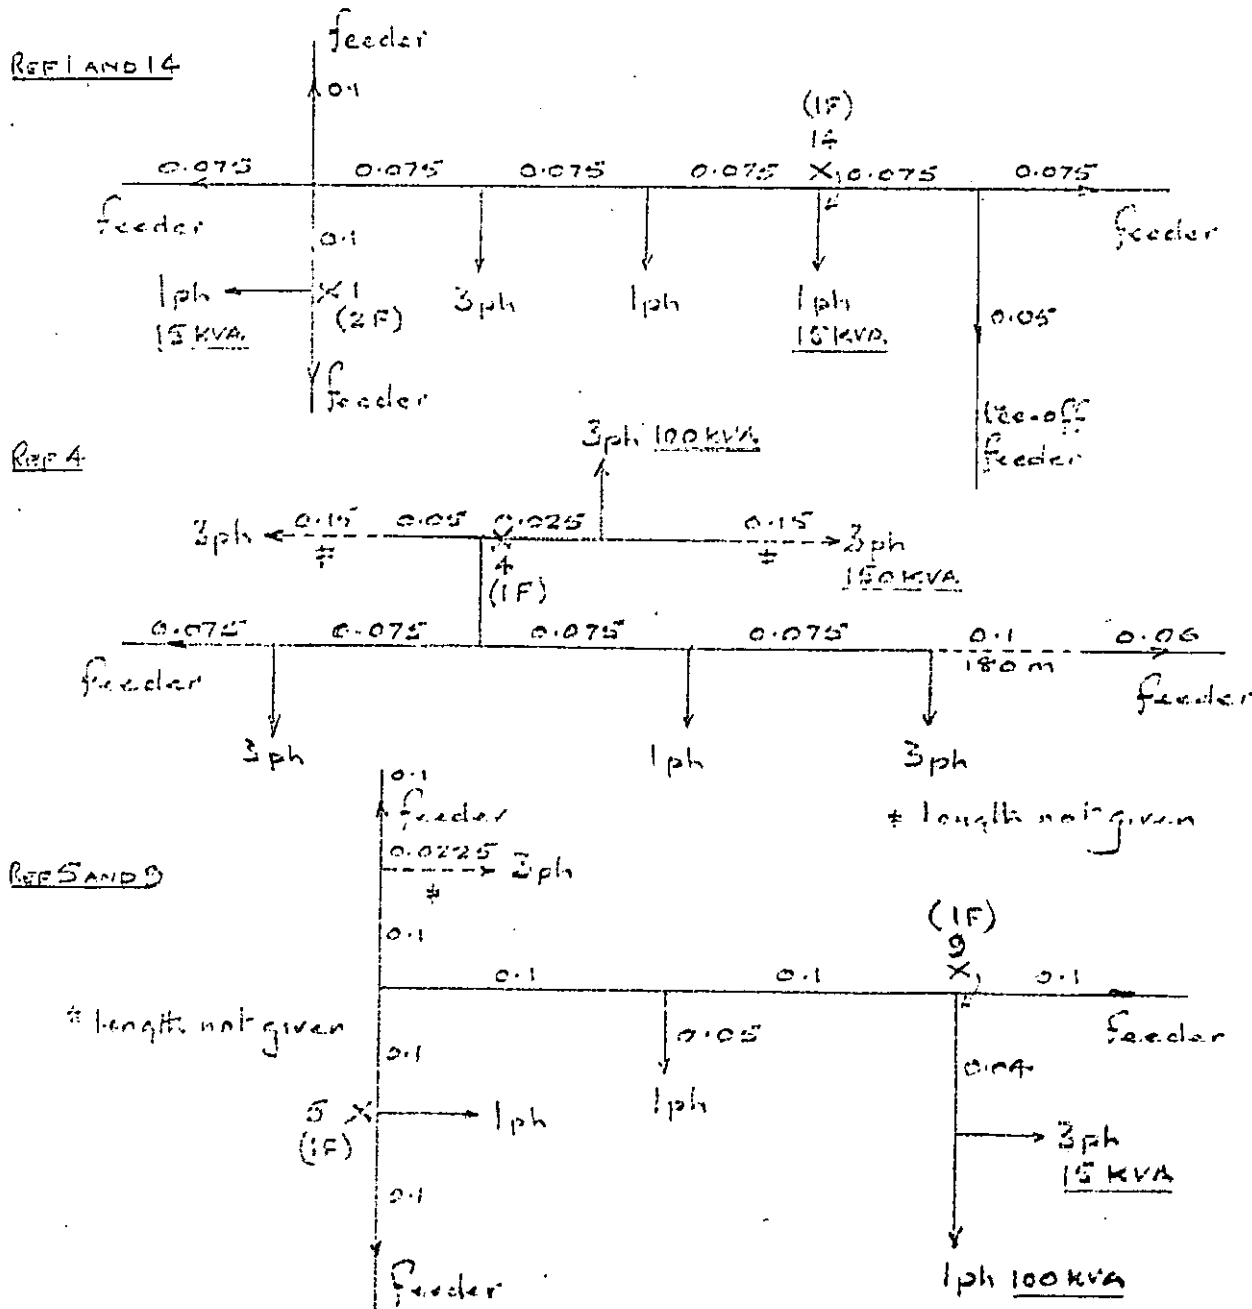 feeder
REF 1 AND 14
0.1
(1F)
14
0.075 0.075 0.075 0.075 X 0.075 0.075
feeder feeder
0.1
1ph X 1 3ph 1ph 1ph
15 KVA (2F) 15 KVA 0.05
feeder
tee-off
feeder
3ph 100 KVA
REF 4
3ph 0.15 0.05 0.025 0.15 3ph
* 4 * 150 KVA
(1F)
0.075 0.075 0.075 0.075 0.1 0.06
feeder 180 m feeder
3ph 1ph 3ph
0.1
feeder * length not given
0.0225 3ph
REF 5 AND 9 *
(1F)
0.1 9
0.1 0.1 X 0.1
* length not given feeder
0.1 0.05 0.04
5 X 1ph 1ph
(1F) 3ph
15 KVA
0.1
feeder 1ph 100 KVA